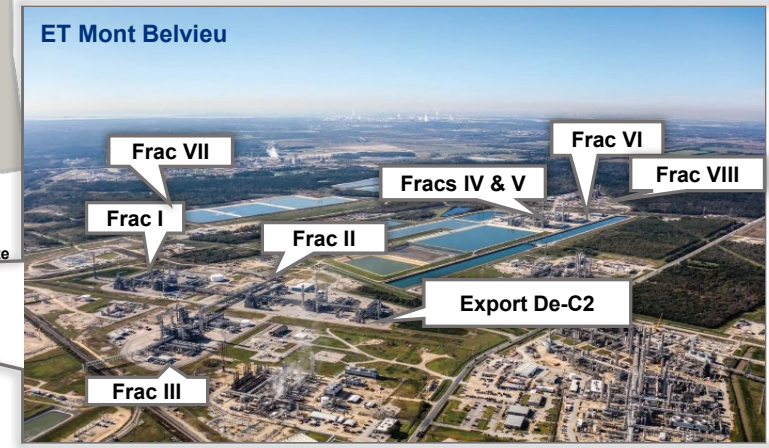 ET Mont Belvieu
Frac VII
Frac VI
Fracs IV & V
Frac VIII
Frac I
Frac II
Export De-C2
Frac III